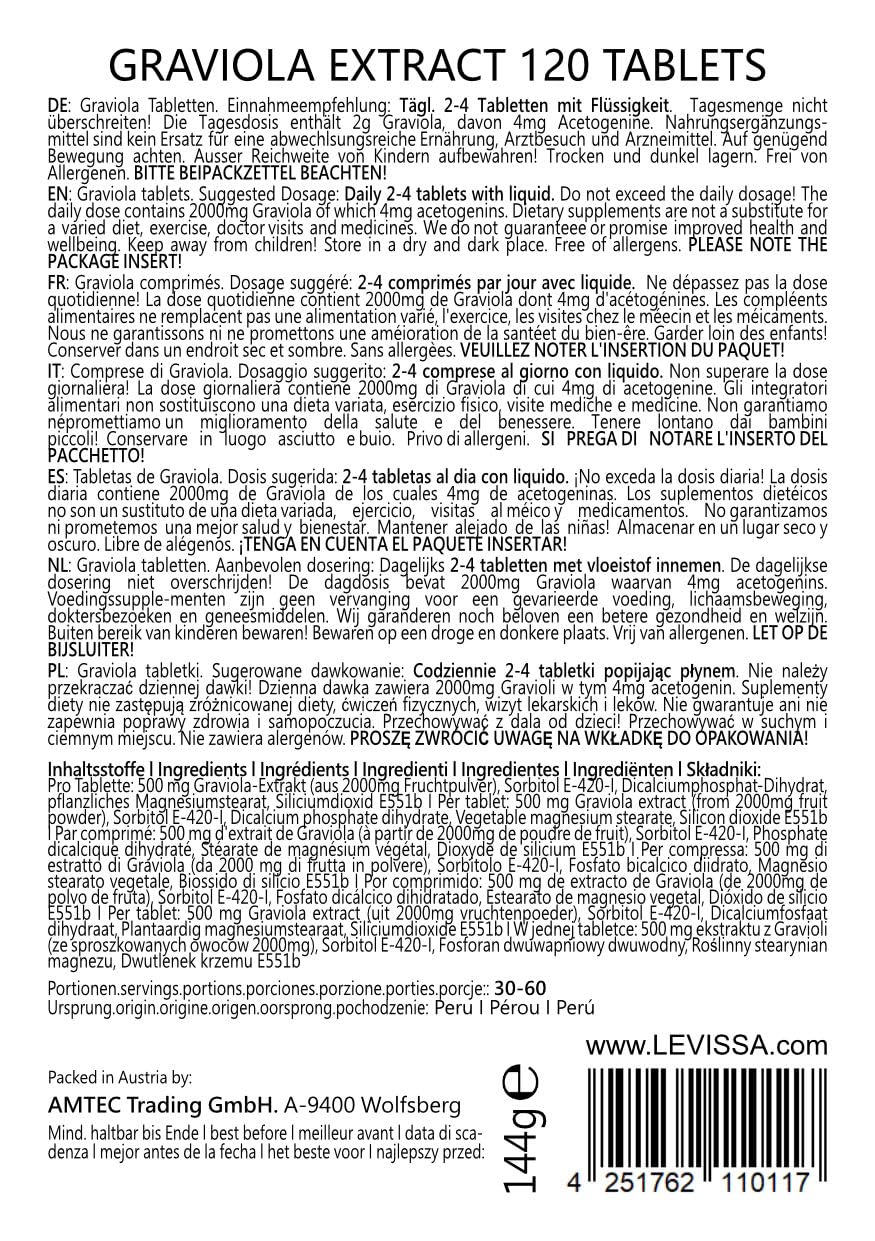 GRAVIOLA EXTRACT 120 TABLETS
DE: Graviola Tabletten. Einnahmeempfehlung: Tägl. 2-4 Tabletten mit Flüssigkeit. Tagesmenge nicht
überschreiten! Die Tagesdosis enthält 2g Graviola, davon 4mg Acetogenine. Nahrungsergänzungs-
mittel sind kein Ersatz für eine abwechlsungsreiche Ernährung, Arztbesuch und Arzneimittel. Auf genügend
Bewegung achten. Ausser Reichweite von Kindern aufbewahren! Trocken und dunkel lagern. Frei von
Allergenen. BITTE BEIPACKZETTEL BEACHTEN!
EN: Graviola tablets. Suggested Dosage: Daily 2-4 tablets with liquid. Do not exceed the daily dosage! The
daily dose contains 2000mg Graviola of which 4mg acetogenins. Dietary supplements are not a substitute for
a varied diet, exercise, doctor visits and medicines. We do not guaranteee or promise improved health and
wellbeing. Keep away from children! Store in a dry and dark place. Free of allergens. PLEASE NOTE THE
PACKAGE INSERT!
FR: Graviola comprimés. Dosage suggéré: 2-4 comprimés par jour avec liquide. Ne dépassez pas la dose
quotidienne! La dose quotidienne contient 2000mg de Graviola dont 4mg d'acétogénines. Les compléents
alimentaires ne remplacent pas une alimentation varié, l'exercice, les visites chez le méecin et les méicaments.
Nous ne garantissons ni ne promettons une améioration de la santéet du bien-êre. Garder loin des enfants!
Conserver dans un endroit sec et sombre. Sans allergèes. VEUILLEZ NOTER L'INSERTION DU PAQUET!
IT: Comprese di Graviola. Dosaggio suggerito: 2-4 comprese al giorno con liquido. Non superare la dose
giornaliera! La dose giornaliera contiene 2000mg di Graviola di cui 4mg di acetogenine. Gli integratori
alimentari non sostituiscono una dieta variata, esercizio fisico, visite mediche e medicine. Non garantiamo
népromettiamo un miglioramento della salute e del benessere. Tenere lontano dai bambini
piccoli! Conservare in luogo asciutto e buio. Privo di allergeni. SI PREGA DI NOTARE L'INSERTO DEL
PACCHETTO!
ES: Tabletas de Graviola. Dosis sugerida: 2-4 tabletas al dia con liquido. ¡No exceda la dosis diaria! La dosis
diaria contiene 2000mg de Graviola de los cuales 4mg de acetogeninas. Los suplementos dietéicos
no son un sustituto de una dieta variada, ejercicio, visitas al méico y medicamentos. No garantizamos
ni prometemos una mejor salud y bienestar. Mantener alejado de las niñas! Almacenar en un lugar seco y
oscuro. Libre de alégenos. ¡TENGA EN CUENTA EL PAQUETE INSERTAR!
NL: Graviola tabletten. Aanbevolen dosering: Dagelijks 2-4 tabletten met vloeistof innemen. De dagelijkse
dosering niet overschrijden! De dagdosis bevat 2000mg Graviola waarvan 4mg acetogenins.
Voedingssupple-menten zijn geen vervanging voor een gevarieerde voeding, lichaamsbeweging,
doktersbezoeken en geneesmiddelen. Wij garanderen noch beloven een betere gezondheid en welzijn.
Buiten bereik van kinderen bewaren! Bewaren op een droge en donkere plaats. Vrij van allergenen. LET OP DE
BIJSLUITER!
PL: Graviola tabletki. Sugerowane dawkowanie: Codziennie 2-4 tabletki popijając płynem. Nie należy
przekraczać dziennej dawki! Dzienna dawka zawiera 2000mg Gravioli w tym 4mg acetogenin. Suplementy
diety nie zastępują zróżnicowanej diety, ćwiczeń fizycznych, wizyt lekarskich i leków. Nie gwarantuje ani nie
zapewnia poprawy zdrowia i samopoczucia. Przechowywać z dala od dzieci! Przechowywać w suchym i
ciemnym miejscu. Nie zawiera alergenów. PROSZĘ ZWRÓCIĆ UWAGĘ NA WKŁADKĘ DO OPAKOWANIA!
Inhaltsstoffe l Ingredients l Ingrédients l Ingredienti l Ingredientes l Ingrediënten l Składniki:
Pro Tablette: 500 mg Graviola-Extrakt (aus 2000mg Fruchtpulver), Sorbitol E-420-I, Dicalciumphosphat-Dihydrat,
pflanzliches Magnesiumstearat, Siliciumdioxid E551b l Per tablet: 500 mg Graviola extract (from 2000mg fruit
powder), Sorbitol E-420-I, Dicalcium phosphate dihydrate, Vegetable magnesium stearate, Silicon dioxide E551b
l Par comprimé: 500 mg d'extrait de Graviola (à partir de 2000mg de poudre de fruit), Sorbitol E-420-I, Phosphate
dicalcique dihydraté, Stéarate de magnésium végétal, Dioxyde de silicium E551b l Per compressa: 500 mg di
estratto di Graviola (da 2000 mg di frutta in polvere), Sorbitolo E-420-I, Fosfato bicalcico diidrato, Magnesio
stearato vegetale, Biossido di silicio E551b l Por comprimido: 500 mg de extracto de Graviola (de 2000mg de
polvo de fruta), Sorbitol E-420-I, Fosfato dicálcico dihidratado, Estearato de magnesio vegetal, Dióxido de silicio
E551b l Per tablet: 500 mg Graviola extract (uit 2000mg vruchtenpoeder), Sorbitol E-420-I, Dicalciumfosfaat
dihydraat, Plantaardig magnesiumstearaat, Siliciumdioxide E551b l W jednej tabletce: 500 mg ekstraktu z Gravioli
(ze sproszkowanych owoców 2000mg), Sorbitol E-420-I, Fosforan dwuwapniowy dwuwodny, Roślinny stearynian
magnezu, Dwutlenek krzemu E551b
Portionen.servings.portions.porciones.porzione.porties.porcje:: 30-60
Ursprung.origin.origine.origen.oorsprong.pochodzenie: Peru l Pérou l Perú
www.LEVISSA.com
Packed in Austria by:
AMTEC Trading GmbH. A-9400 Wolfsberg
Mind. haltbar bis Ende l best before l meilleur avant l data di sca-
denza l mejor antes de la fecha l het beste voor l najlepszy przed:
144g e
4 251762 110117